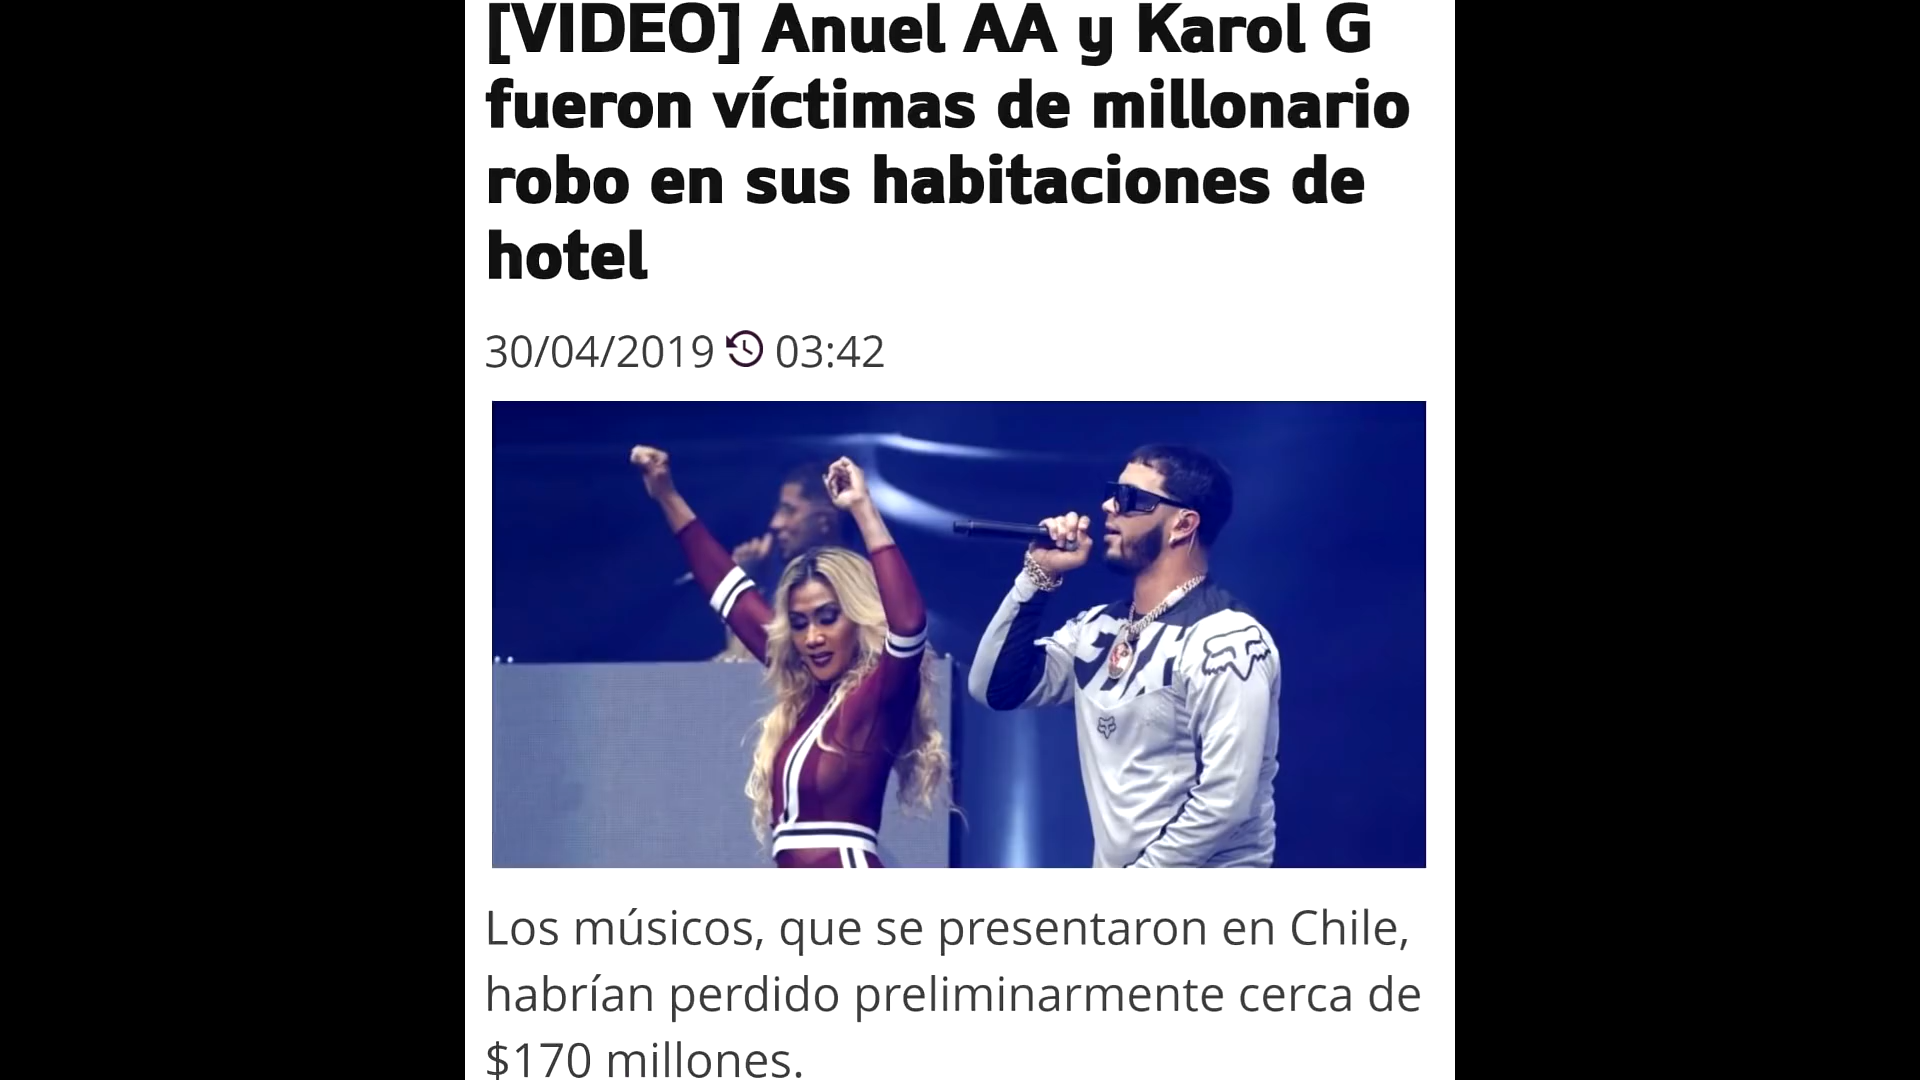 [VIDEO] Anuel AA y Karol G
fueron víctimas de millonario
robo en sus habitaciones de
hotel
30/04/2019 03:42
Los músicos, que se presentaron en Chile,
habrían perdido preliminarmente cerca de
$170 millones.